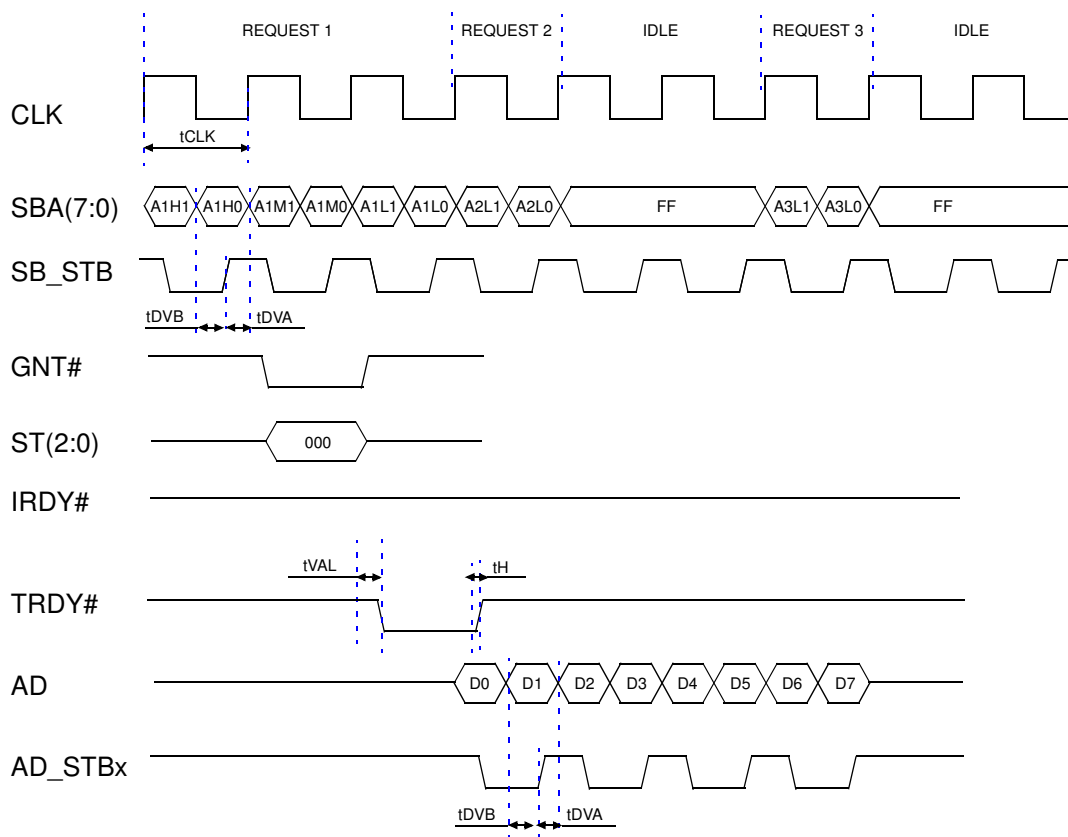 REQUEST 1 REQUEST 2 IDLE REQUEST 3 IDLE
CLK
tCLK
SBA(7:0) A1H1 A1H0 A1M1 A1M0 A1L1 A1L0 A2L1 A2L0 FF A3L1 A3L0 FF
SB_STB
tDVB tDVA
GNT#
ST(2:0) 000
IRDY#
tVAL tH
TRDY#
AD D0 D1 D2 D3 D4 D5 D6 D7
AD_STBx
tDVB tDVA